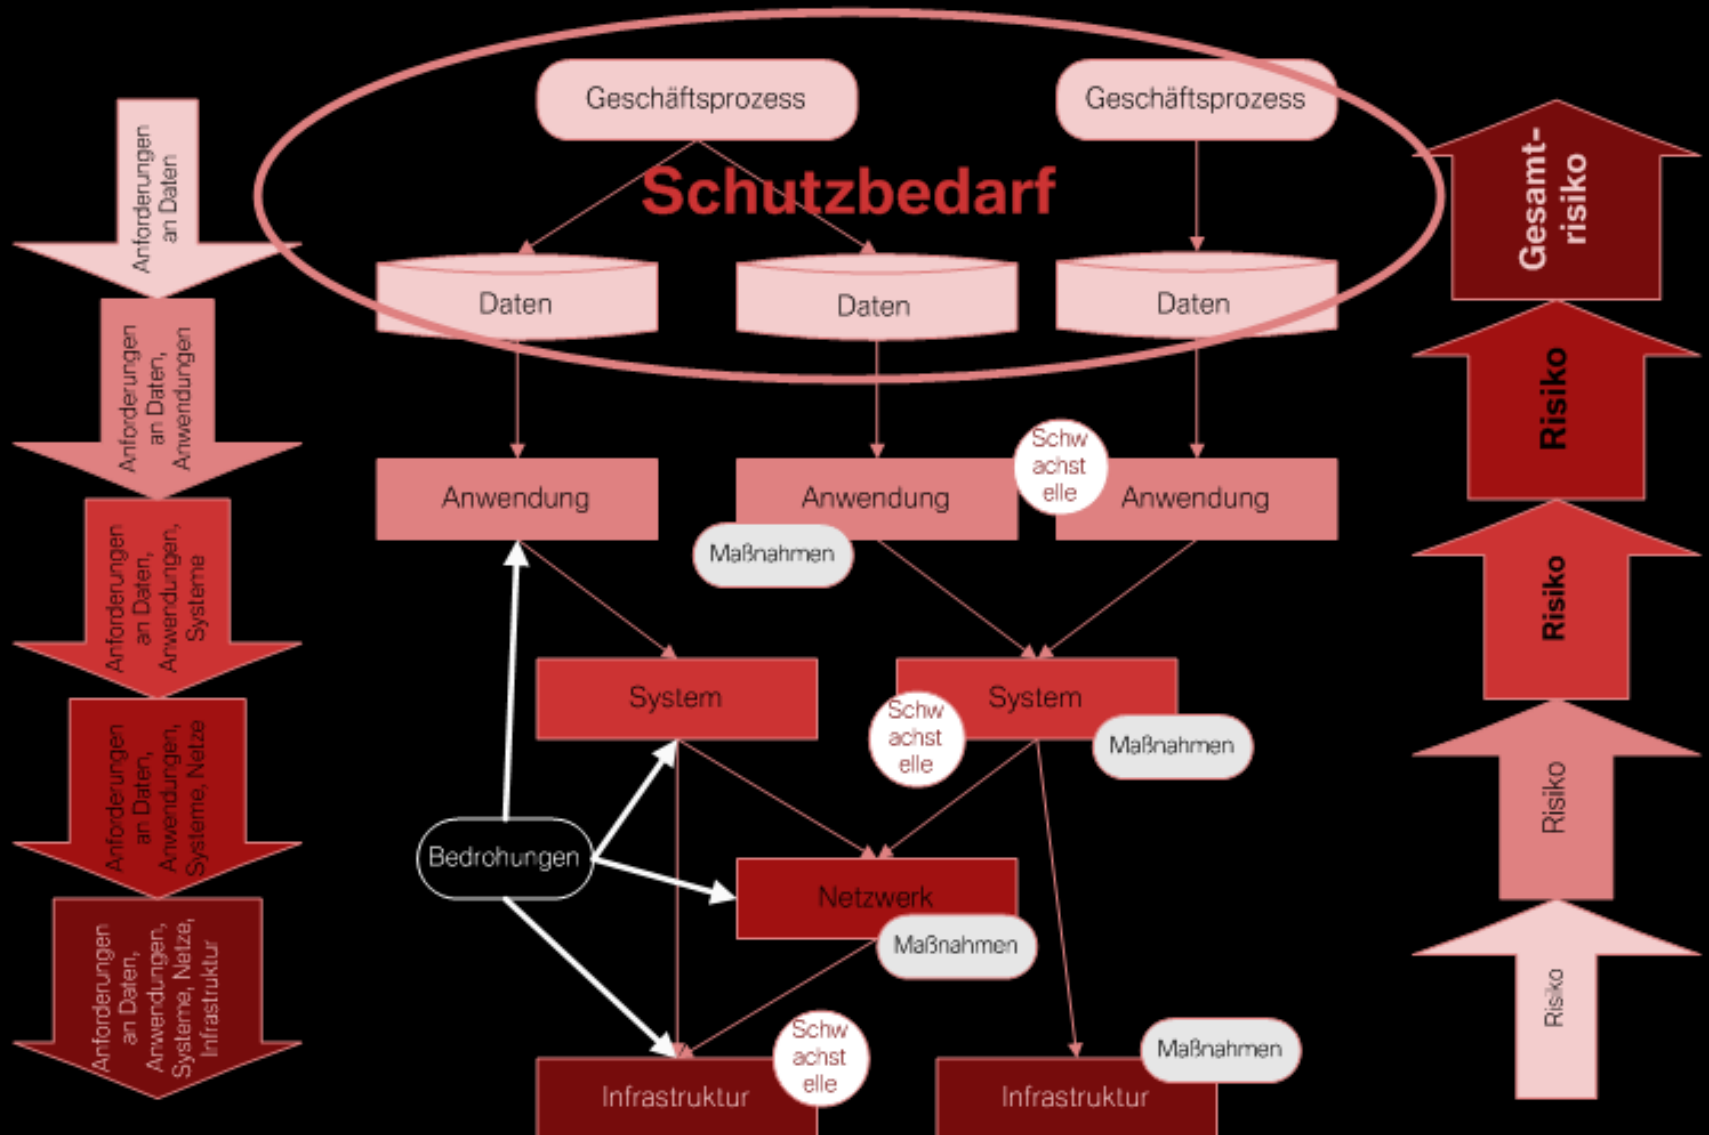 Geschäftsprozess
Geschäftsprozess
Schutzbedarf
Anforderungen
an Daten
Gesamt-
risiko
Daten
Daten
Daten
Anforderungen
an Daten,
Anwendungen
Risiko
Schw
achst
elle
Anwendung
Anwendung
Anwendung
Maßnahmen
Anforderungen
an Daten,
Anwendungen,
Systeme
Risiko
System
System
Schw
achst
elle
Maßnahmen
Anforderungen
an Daten,
Anwendungen,
Systeme, Netze
Risiko
Bedrohungen
Netzwerk
Maßnahmen
Anforderungen
an Daten,
Anwendungen,
Systeme, Netze,
Infrastruktur
Risiko
Schw
achst
elle
Maßnahmen
Infrastruktur
Infrastruktur